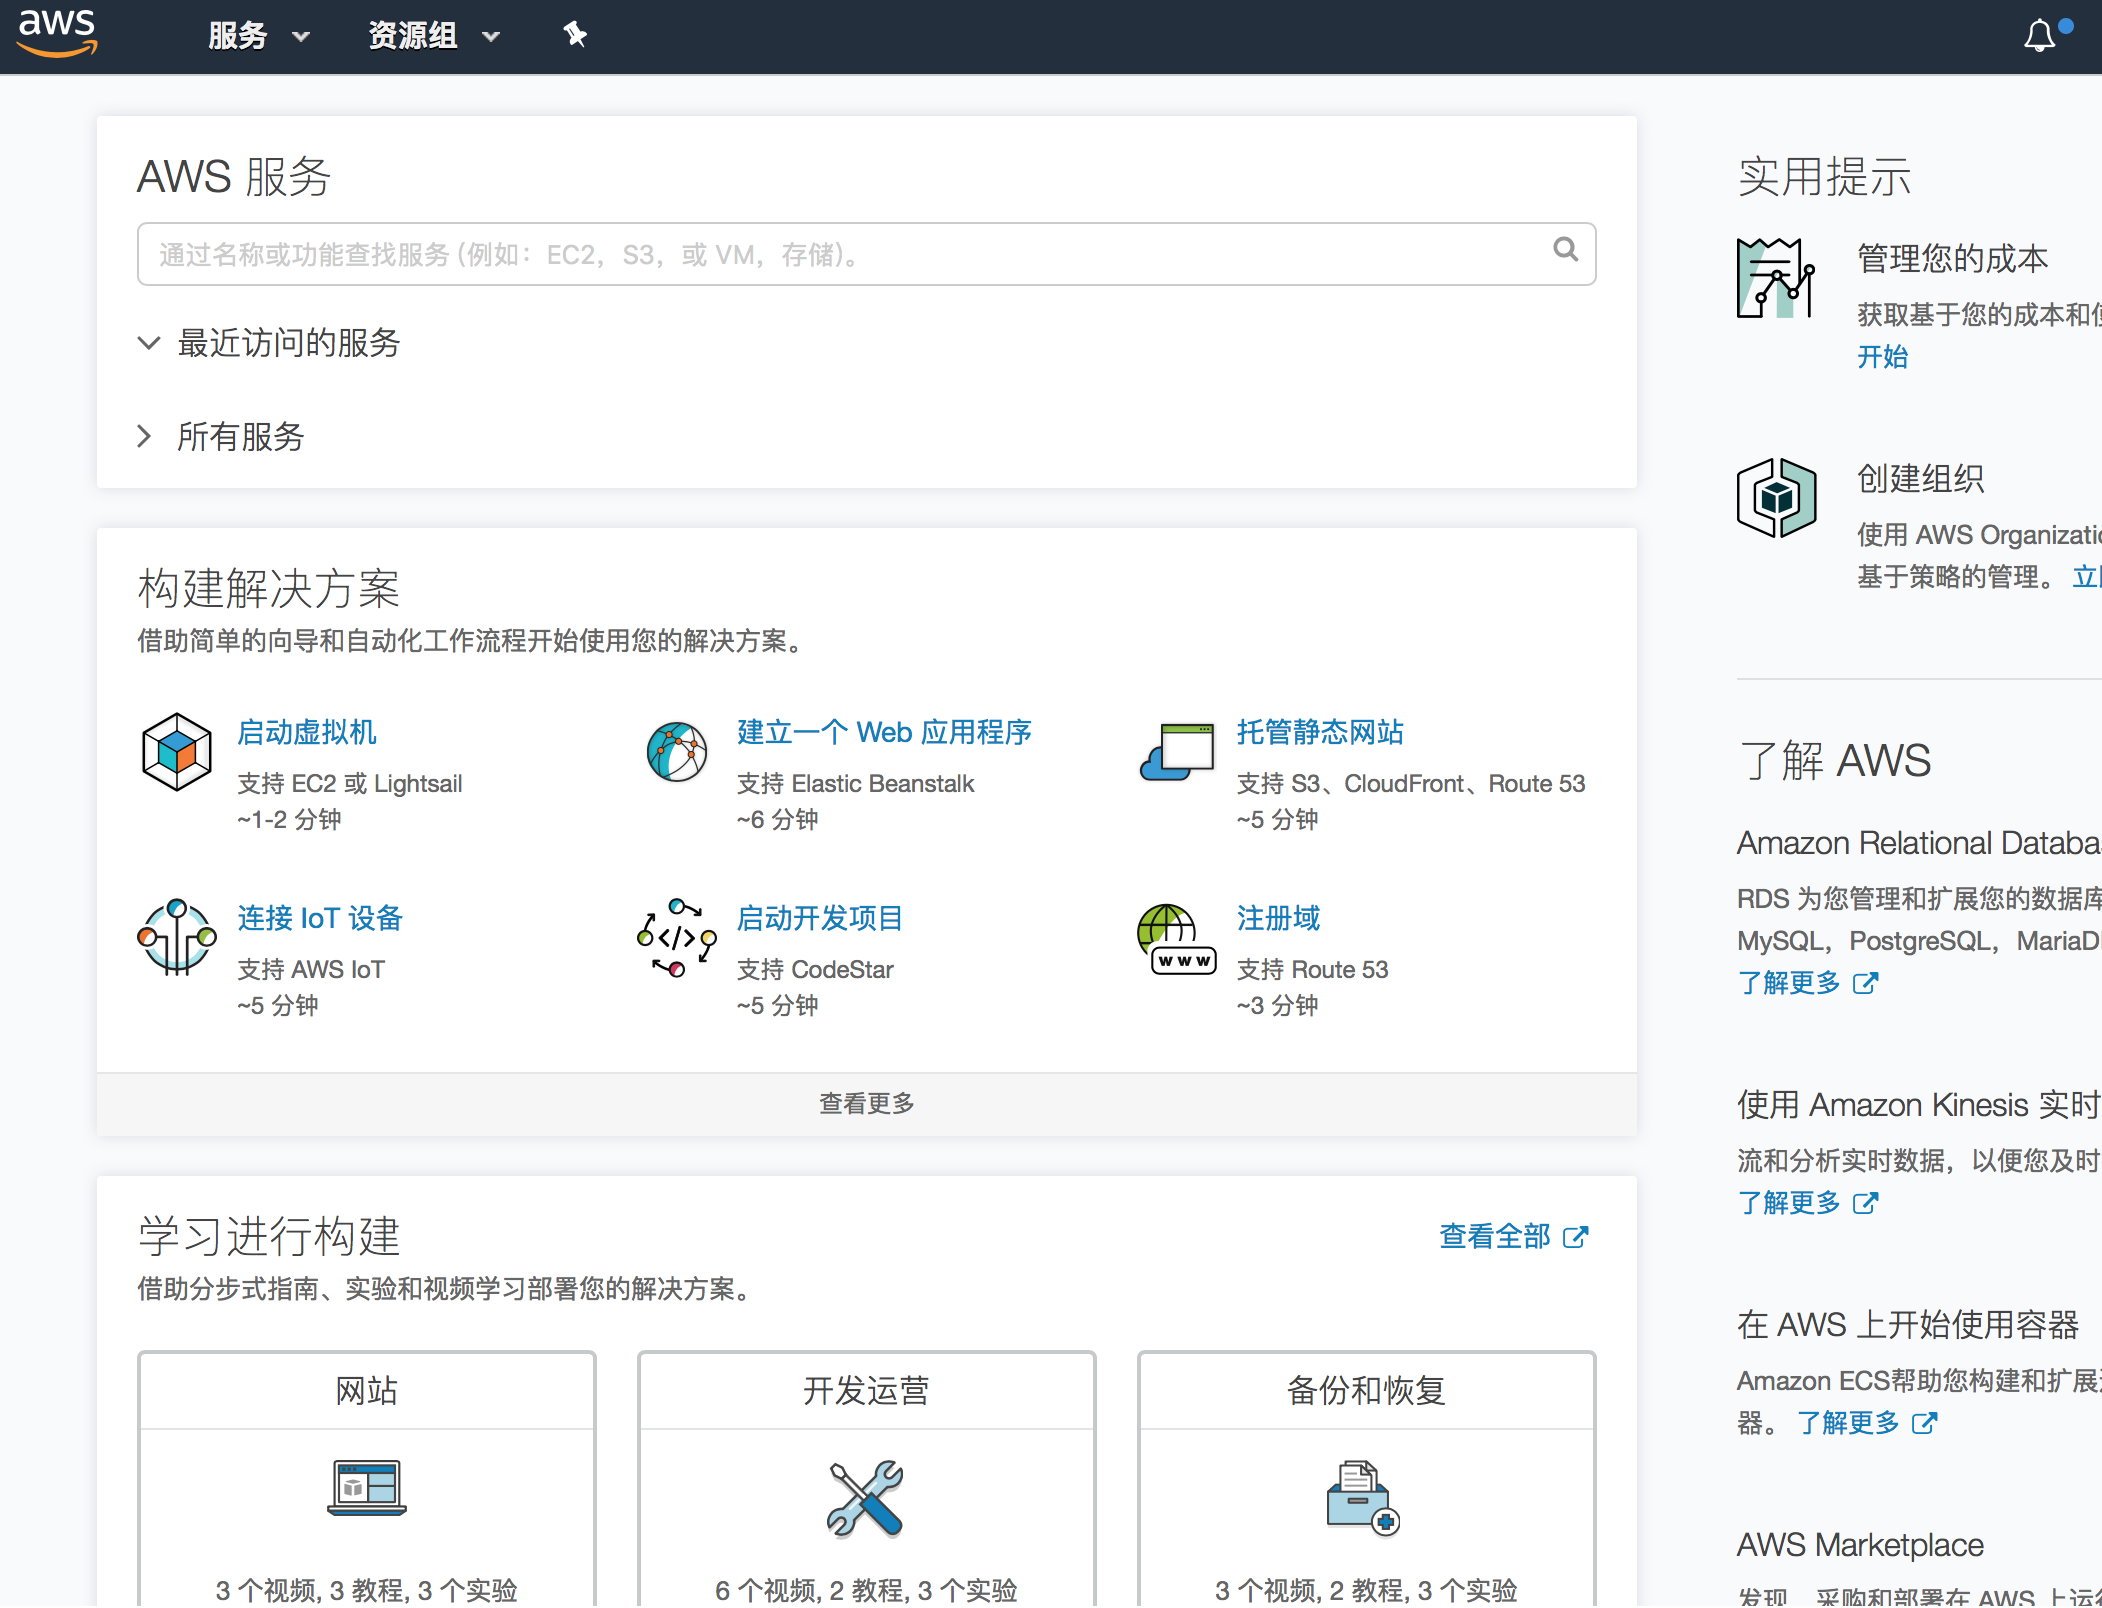 aws
服务
资源组
AWS 服务
通过名称或功能查找服务 (例如：EC2，S3，或 VM，存储)。
最近访问的服务
所有服务
构建解决方案
借助简单的向导和自动化工作流程开始使用您的解决方案。
启动虚拟机
支持 EC2 或 Lightsail
~1-2 分钟
建立一个 Web 应用程序
支持 Elastic Beanstalk
~6 分钟
托管静态网站
支持 S3、CloudFront、Route 53
~5 分钟
连接 IoT 设备
支持 AWS IoT
~5 分钟
启动开发项目
支持 CodeStar
~5 分钟
注册域
支持 Route 53
~3 分钟
www
查看更多
学习进行构建
查看全部
借助分步式指南、实验和视频学习部署您的解决方案。
网站
3 个视频, 3 教程, 3 个实验
开发运营
6 个视频, 2 教程, 3 个实验
备份和恢复
3 个视频, 2 教程, 3 个实验
实用提示
管理您的成本
获取基于您的成本和
开始
创建组织
使用 AWS Organizatio
基于策略的管理。 立
了解 AWS
Amazon Relational Databa
RDS 为您管理和扩展您的数据库
MySQL，PostgreSQL，MariaD
了解更多
使用 Amazon Kinesis 实时
流和分析实时数据，以便您及时
了解更多
在 AWS 上开始使用容器
Amazon ECS帮助您构建和扩展
器。 了解更多
AWS Marketplace
发现、采购和部署在 AWS 上运行